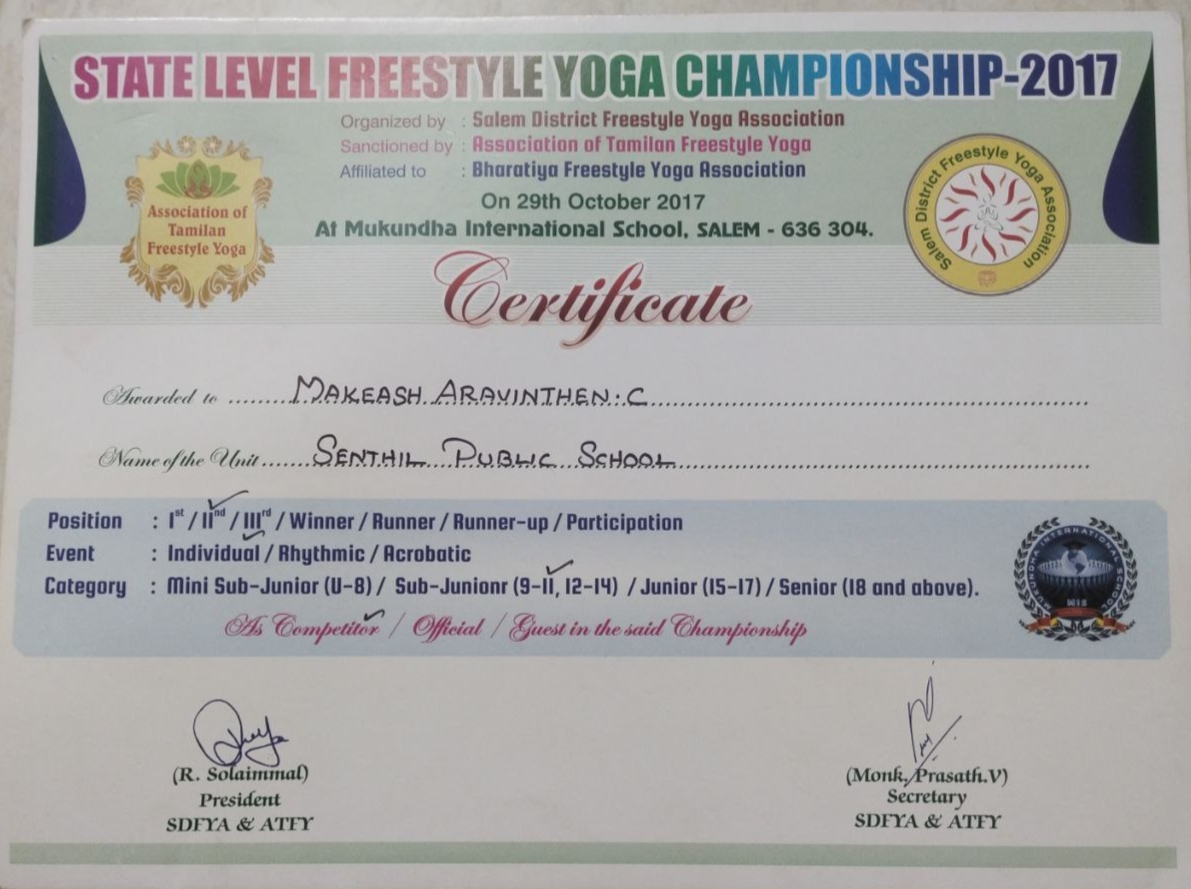 STATE LEVEL FREESTYLE YOGA CHAMPIONSHIP-2017
Organized by : Salem District Freestyle Yoga Association
Sanctioned by : Association of Tamilan Freestyle Yoga
Affiliated to : Bharatiya Freestyle Yoga Association
On 29th October 2017
At Mukundha International School, SALEM - 636 304.
Association of
Tamilan
Freestyle Yoga
Salem District Freestyle Yoga Association
Certificate
Awarded to ........MAKEASH ARAVINTHEN.C........
Name of the Unit.......SENTHIL PUBLIC SCHOOL........
Position : Ist / IInd / IIIrd / Winner / Runner / Runner-up / Participation
Event : Individual / Rhythmic / Acrobatic
Category : Mini Sub-Junior (U-8) / Sub-Junionr (9-11, 12-14) / Junior (15-17) / Senior (18 and above).
As Competitor / Official / Guest in the said Championship
MUKUNDHA INTERNATIONAL SCHOOL
MIS
(R. Solaimmal)
President
SDFYA & ATFY
(Monk. Prasath.V)
Secretary
SDFYA & ATFY